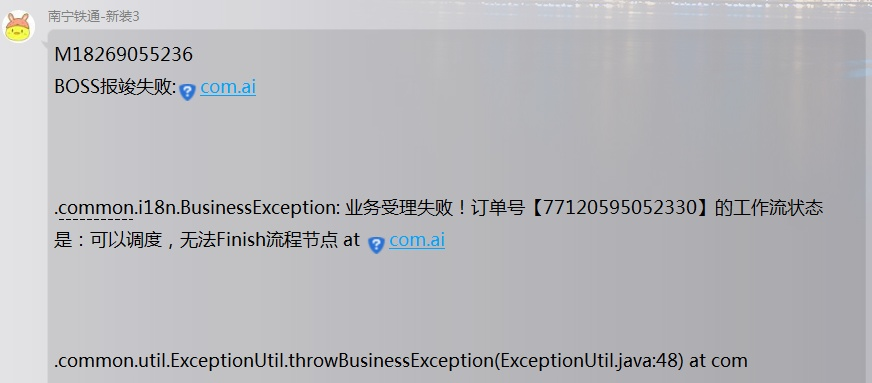 南宁铁通-新装3
M18269055236
BOSS报竣失败: com.ai
.common.i18n.BusinessException: 业务受理失败！订单号【77120595052330】的工作流状态
是：可以调度，无法Finish流程节点 at com.ai
.common.util.ExceptionUtil.throwBusinessException(ExceptionUtil.java:48) at com